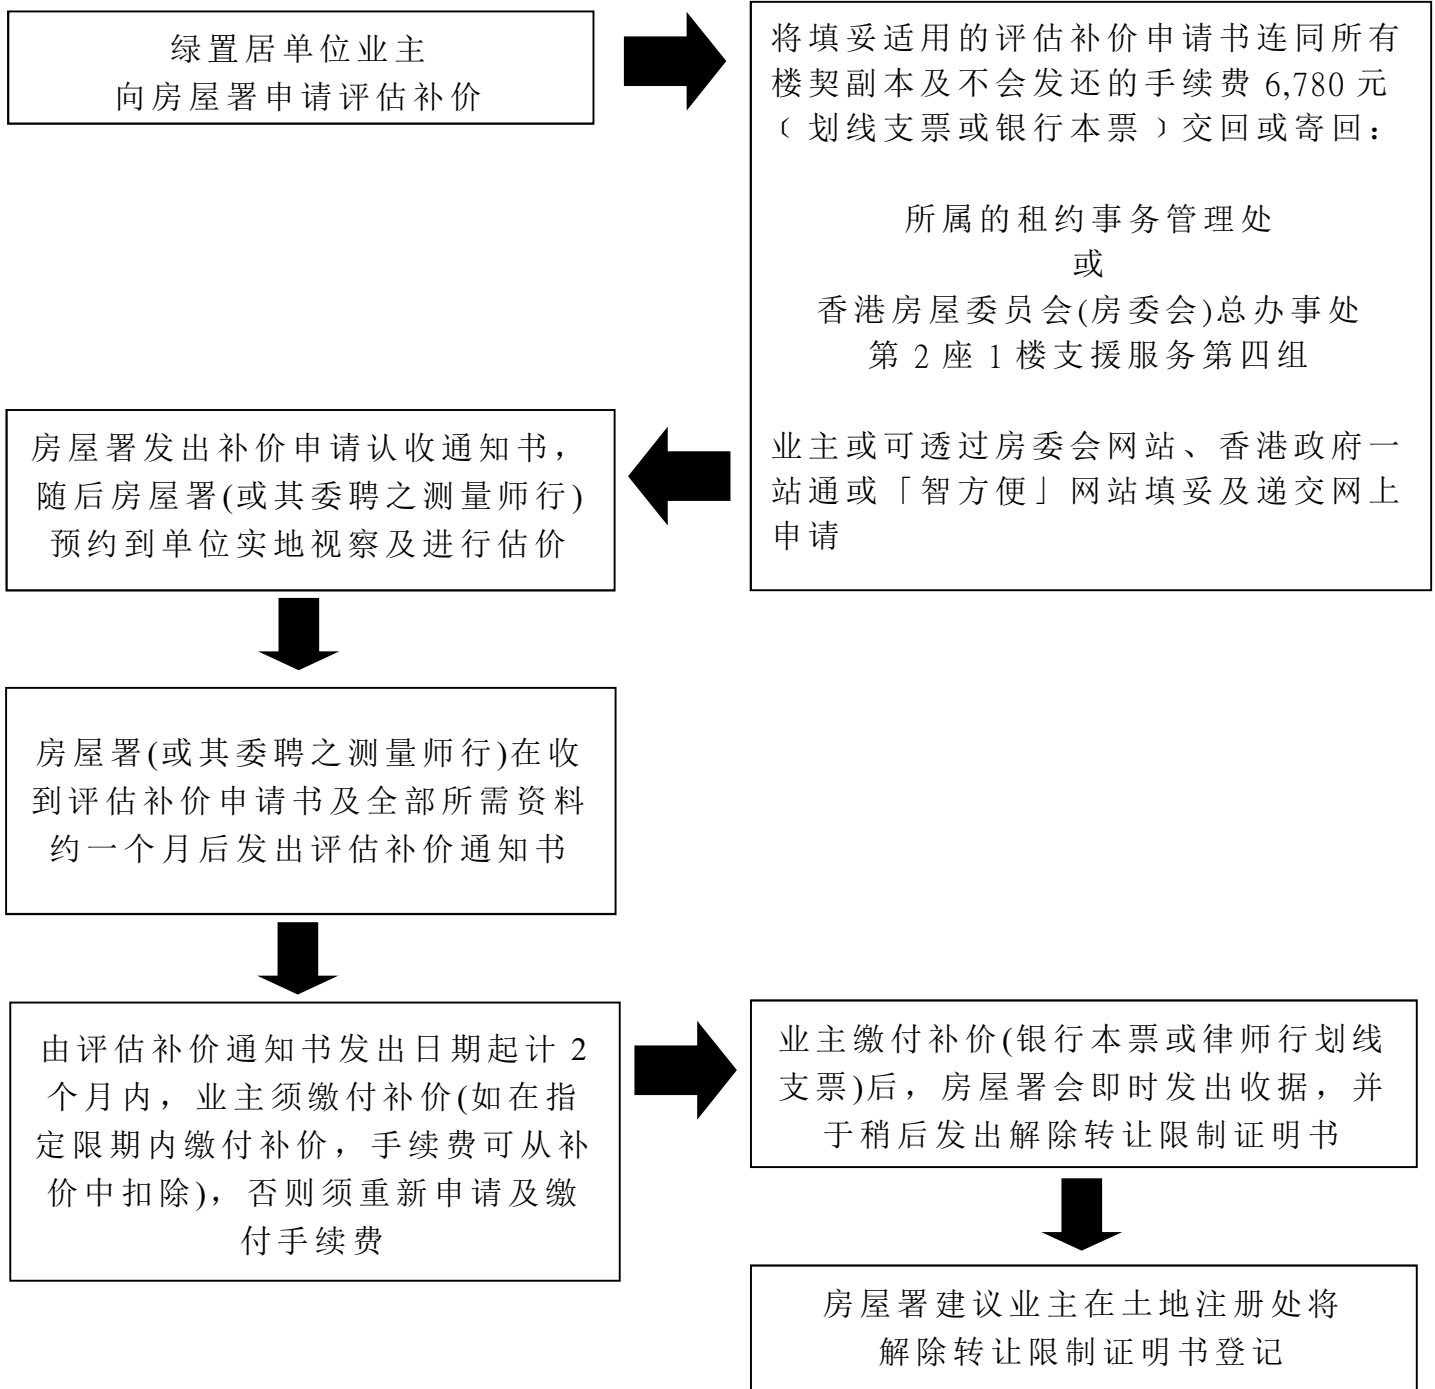 绿置居单位业主
向房屋署申请评估补价
将填妥适用的评估补价申请书连同所有
楼契副本及不会发还的手续费 6,780 元
﹙划线支票或银行本票﹚交回或寄回：
所属的租约事务管理处
或
香港房屋委员会(房委会)总办事处
第 2 座 1 楼支援服务第四组
业主或可透过房委会网站、香港政府一
站通或「智方便」网站填妥及递交网上
申请
房屋署发出补价申请认收通知书，
随后房屋署(或其委聘之测量师行)
预约到单位实地视察及进行估价
房屋署(或其委聘之测量师行)在收
到评估补价申请书及全部所需资料
约一个月后发出评估补价通知书
由评估补价通知书发出日期起计 2
个月内，业主须缴付补价(如在指
定限期内缴付补价，手续费可从补
价中扣除)，否则须重新申请及缴
付手续费
业主缴付补价(银行本票或律师行划线
支票)后，房屋署会即时发出收据，并
于稍后发出解除转让限制证明书
房屋署建议业主在土地注册处将
解除转让限制证明书登记